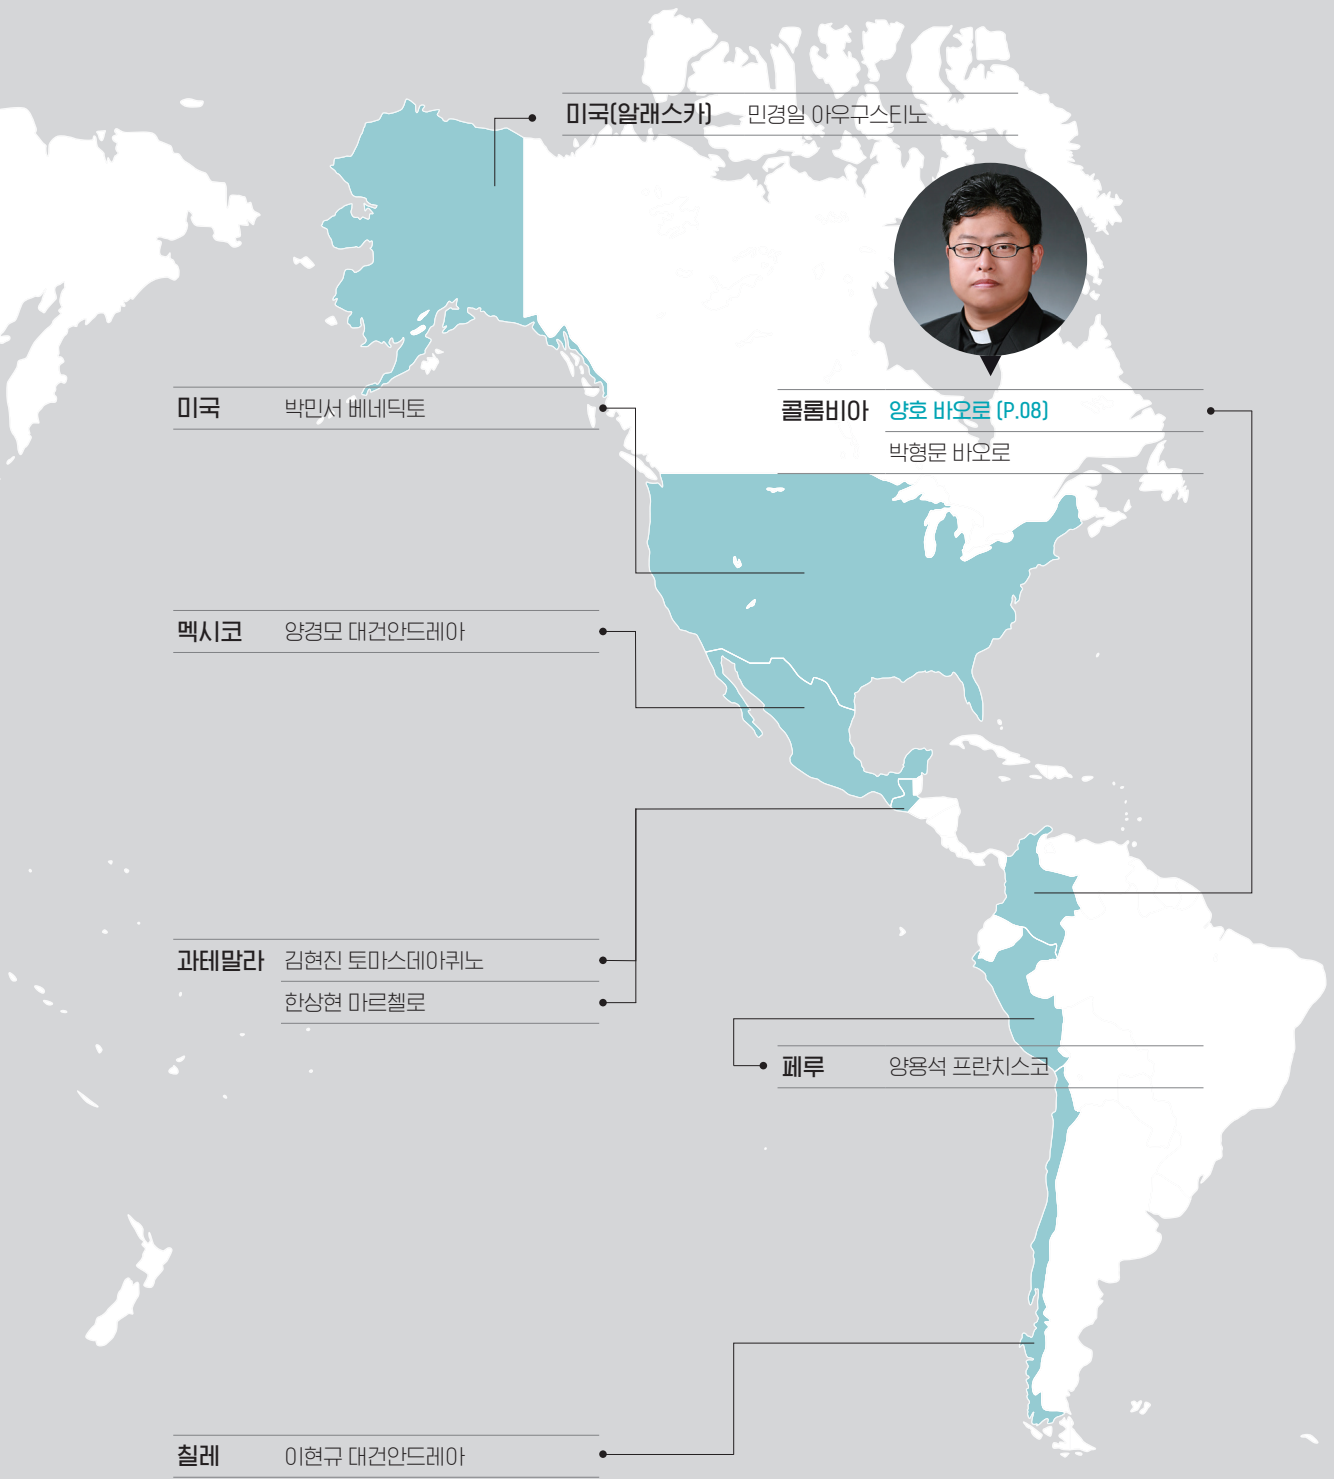 미국(알래스카) 민경일 아우구스티노
미국 박민서 베네딕토
콜롬비아 양호 바오로 (P.08)
박형문 바오로
멕시코 양경모 대건안드레아
과테말라 김현진 토마스데아퀴노
한상현 마르첼로
페루 양용석 프란치스코
칠레 이현규 대건안드레아